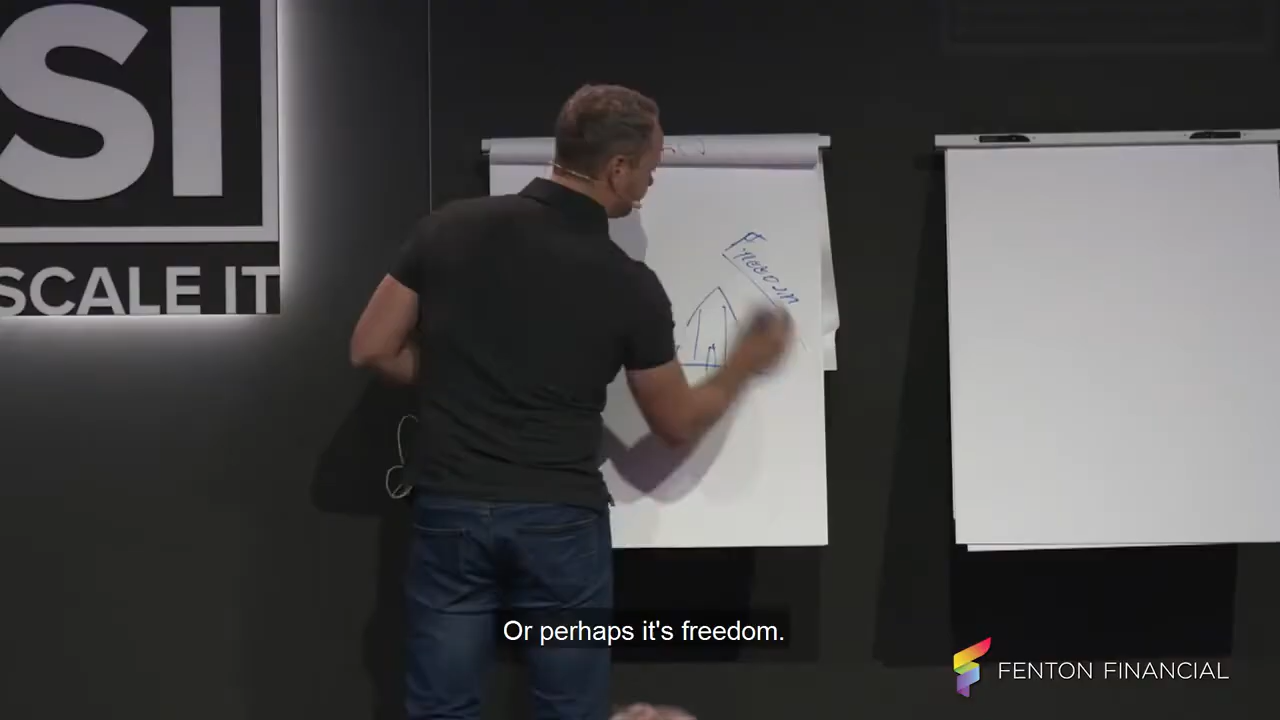 SI
SCALE IT
Freedom
Or perhaps it's freedom.
FENTON FINANCIAL